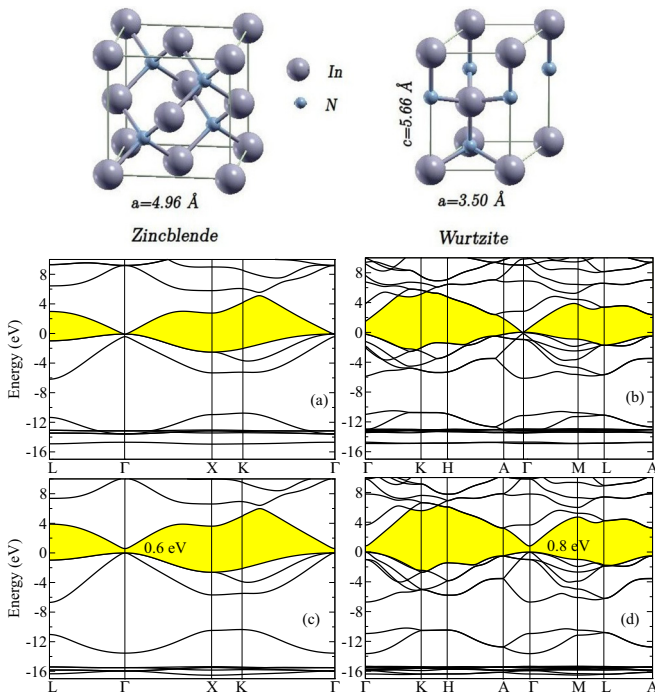 In
N
a=4.96 Å
c=5.66 Å
a=3.50 Å
Zincblende
Wurtzite
Energy (eV)
8
4
0
-4
-8
-12
-16
(a)
L Γ X K Γ
8
4
0
-4
-8
-12
-16
(b)
Γ K H A Γ M L A
Energy (eV)
8
4
0
-4
-8
-12
-16
0.6 eV
(c)
L Γ X K Γ
8
4
0
-4
-8
-12
-16
0.8 eV
(d)
Γ K H A Γ M L A